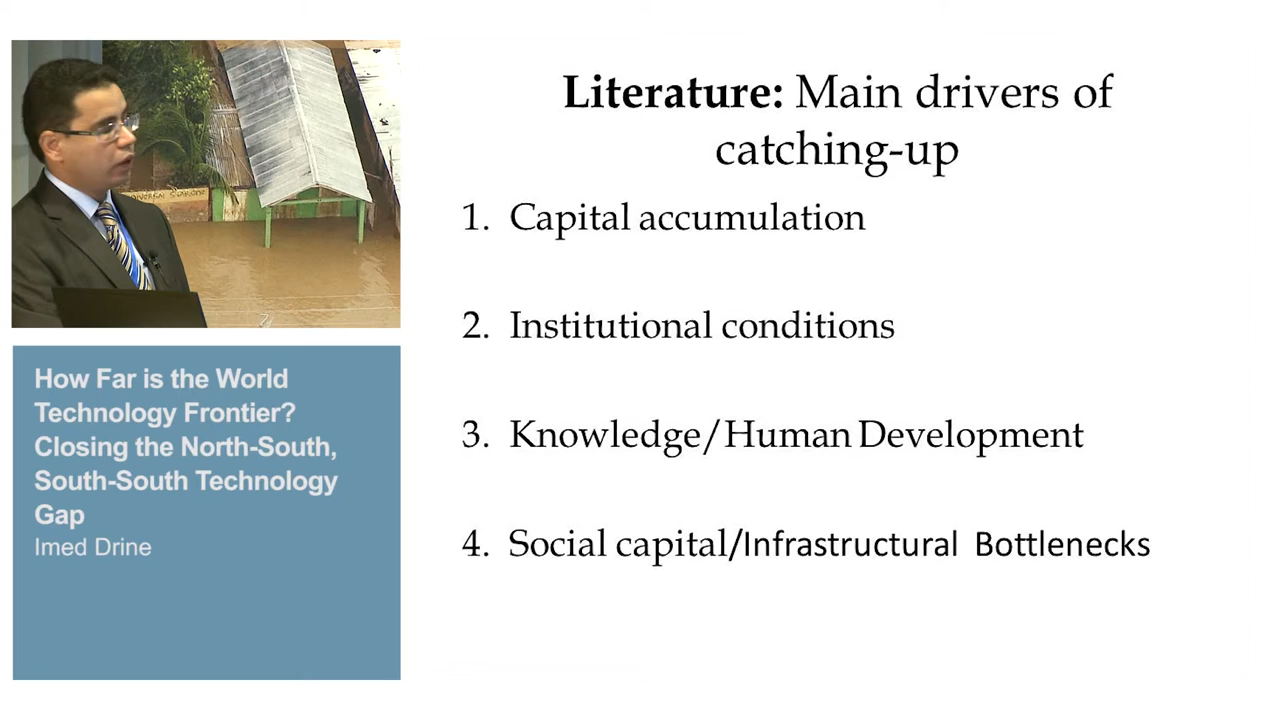 Literature: Main drivers of
catching-up
1. Capital accumulation
2. Institutional conditions
3. Knowledge/Human Development
4. Social capital/Infrastructural Bottlenecks
How Far is the World
Technology Frontier?
Closing the North-South,
South-South Technology
Gap
Imed Drine